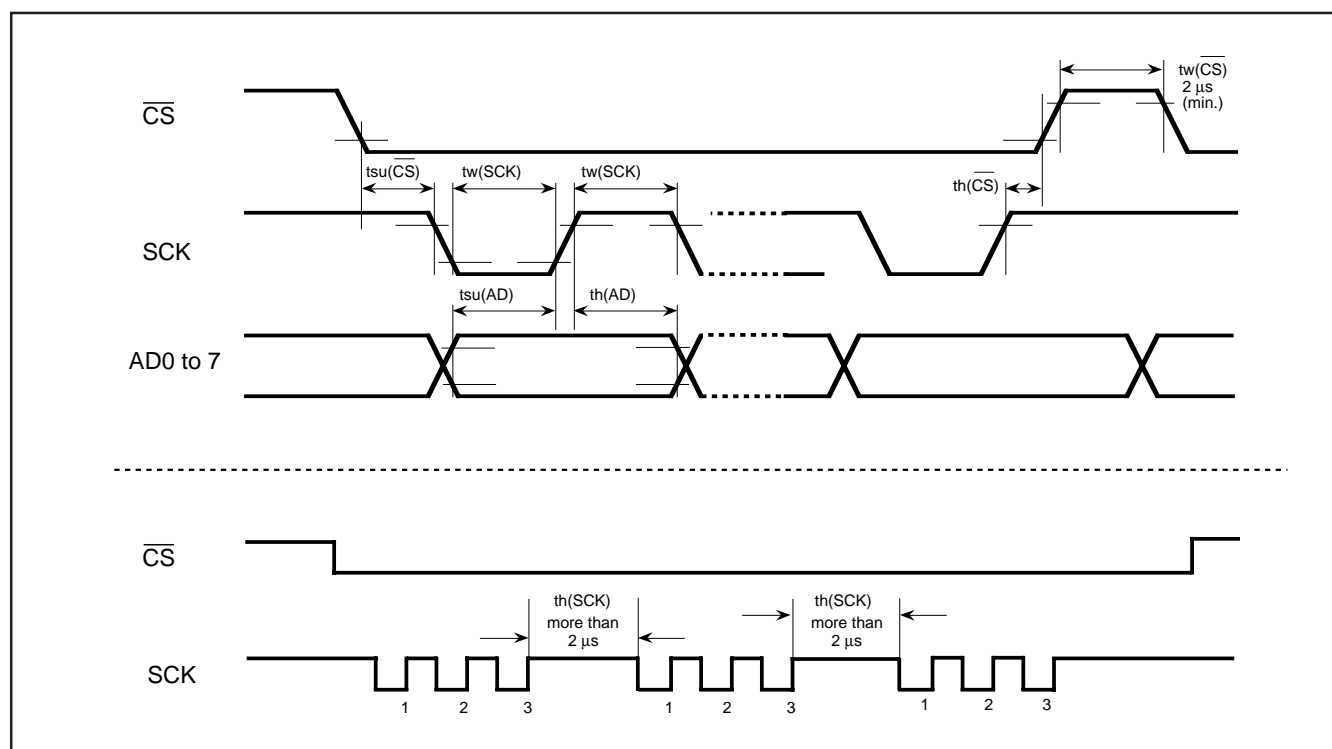 CS
tw(CS)
2 µs
(min.)
tsu(CS)
tw(SCK)
tw(SCK)
th(CS)
SCK
tsu(AD)
th(AD)
AD0 to 7
CS
th(SCK)
more than
2 µs
th(SCK)
more than
2 µs
SCK
1 2 3 1 2 3 1 2 3